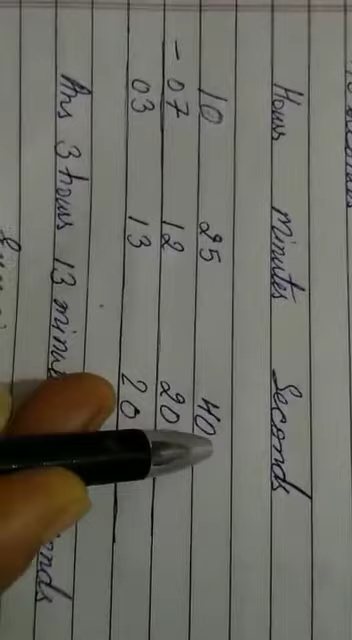 Hours minutes Seconds
10 25 40
- 07 12 20
03 13 20
Ans 3 hours 13 minu